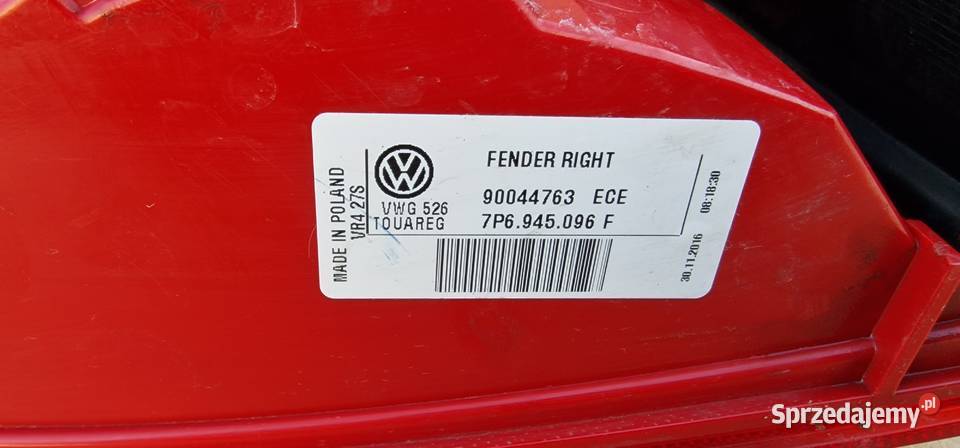 FENDER RIGHT
90044763 ECE
7P6.945.096 F
VWG 526
TOUAREG
MADE IN POLAND
VR4 27S
30.11.2016 08:18:30
Sprzedajemy.pl